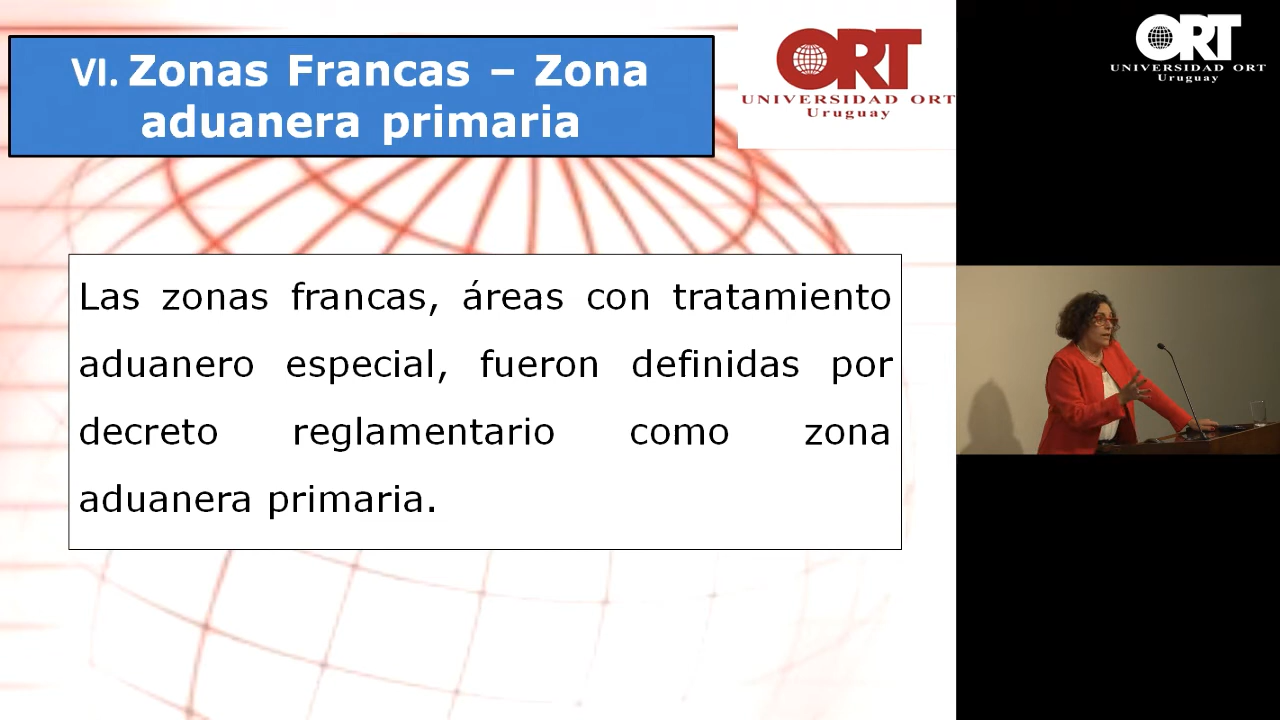 VI. Zonas Francas – Zona
aduanera primaria
ORT
UNIVERSIDAD ORT
Uruguay
ORT
UNIVERSIDAD ORT
Uruguay
Las zonas francas, áreas con tratamiento
aduanero especial, fueron definidas por
decreto reglamentario como zona
aduanera primaria.